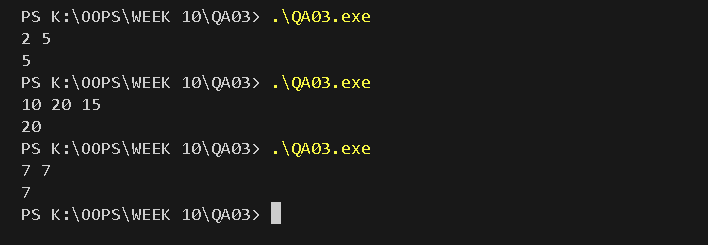 PS K:\OOPS\WEEK 10\QA03> .\QA03.exe
2 5
5
PS K:\OOPS\WEEK 10\QA03> .\QA03.exe
10 20 15
20
PS K:\OOPS\WEEK 10\QA03> .\QA03.exe
7 7
7
PS K:\OOPS\WEEK 10\QA03>